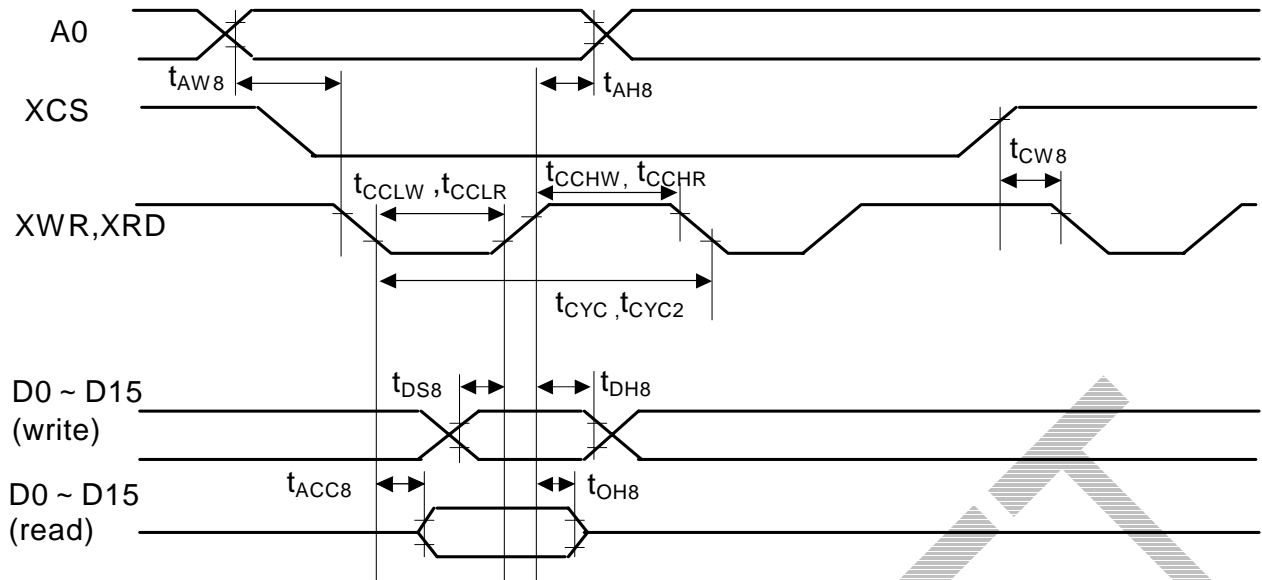 A0
tAW8
tAH8
XCS
tCW8
tCCLW ,tCCLR
tCCHW, tCCHR
XWR,XRD
tCYC ,tCYC2
D0 ~ D15
(write)
tDS8
tDH8
D0 ~ D15
(read)
tACC8
tOH8